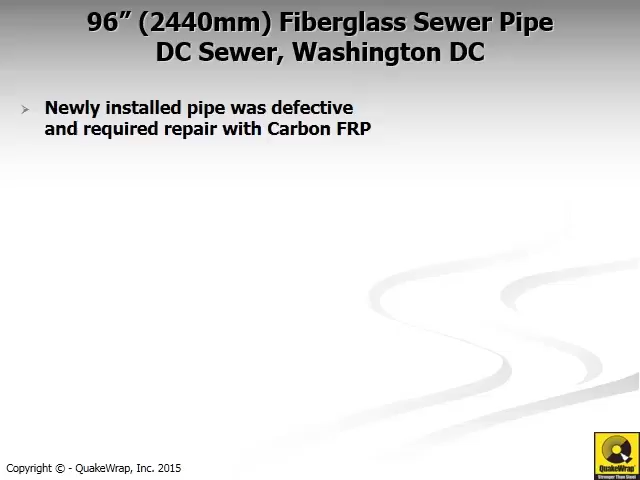 96” (2440mm) Fiberglass Sewer Pipe
DC Sewer, Washington DC
Newly installed pipe was defective
and required repair with Carbon FRP
Copyright © - QuakeWrap, Inc. 2015
QuakeWrap
Stronger Than Steel